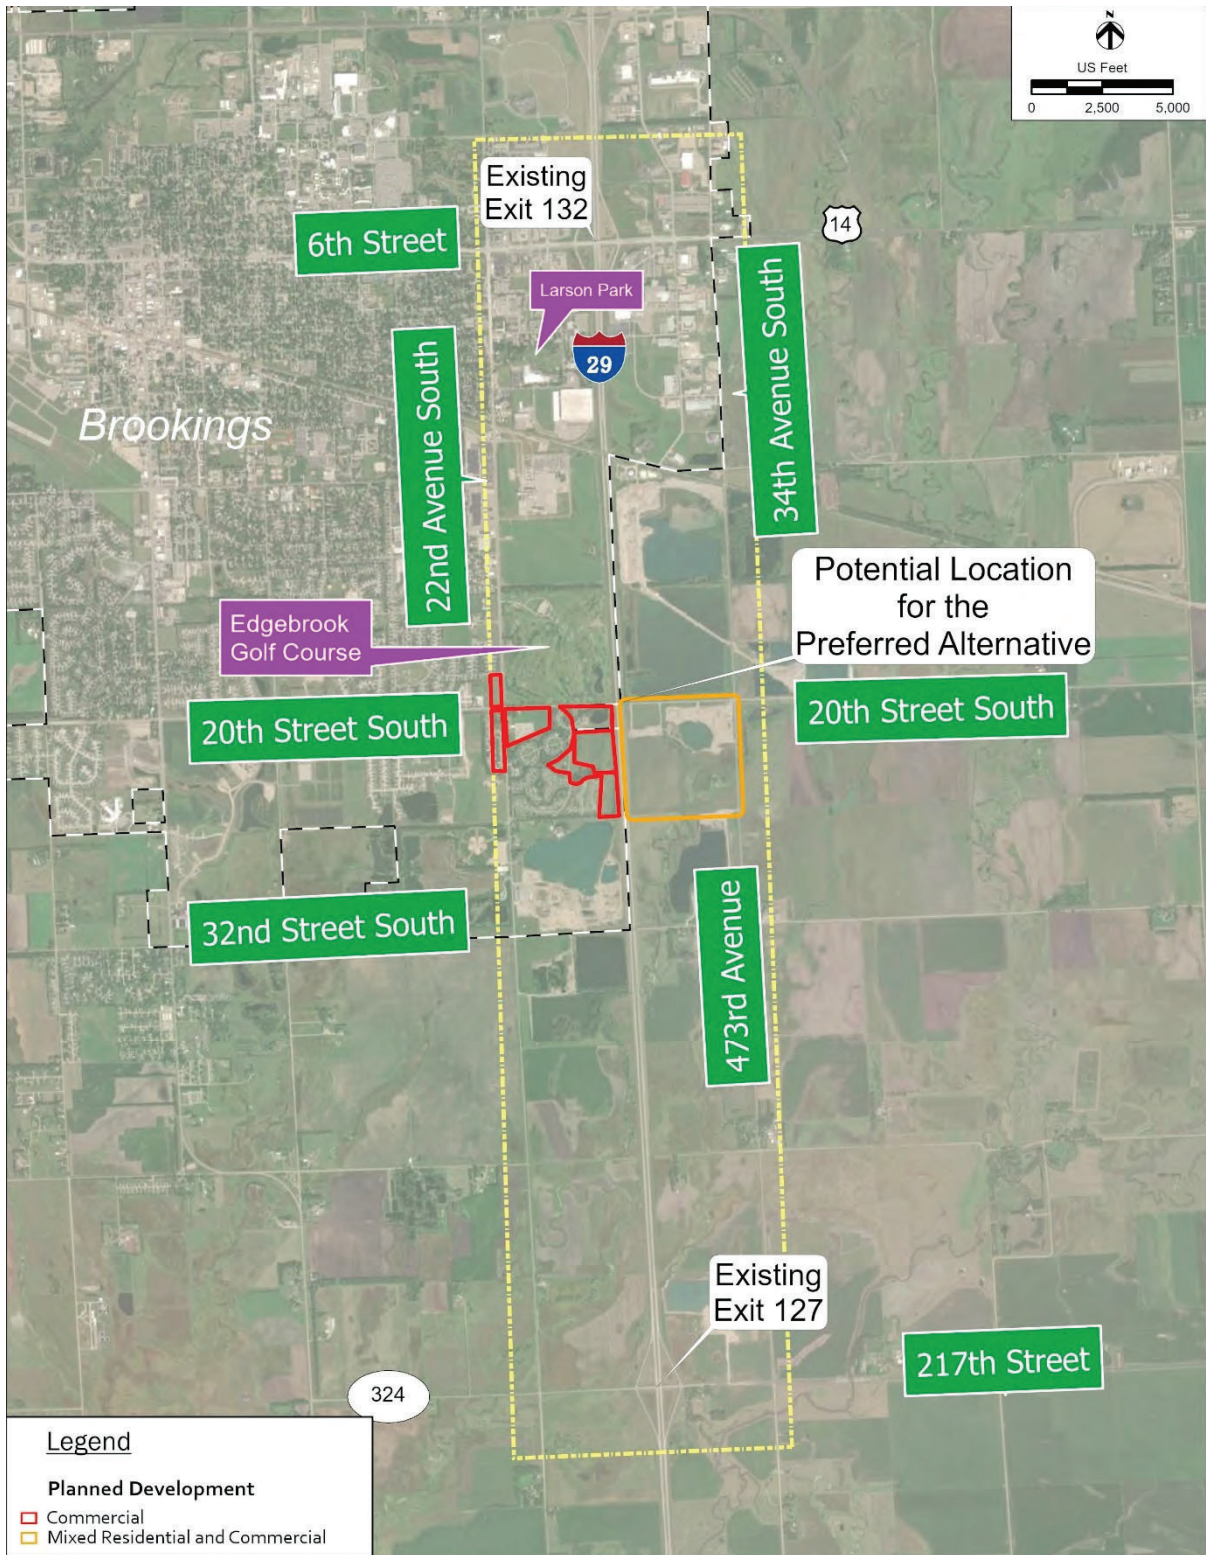 N
US Feet
0 2,500 5,000
Existing
Exit 132
6th Street
14
Larson Park
34th Avenue South
22nd Avenue South
29
Brookings
Potential Location
for the
Preferred Alternative
Edgebrook
Golf Course
20th Street South
20th Street South
32nd Street South
473rd Avenue
Existing
Exit 127
217th Street
324
Legend
Planned Development
Commercial
Mixed Residential and Commercial